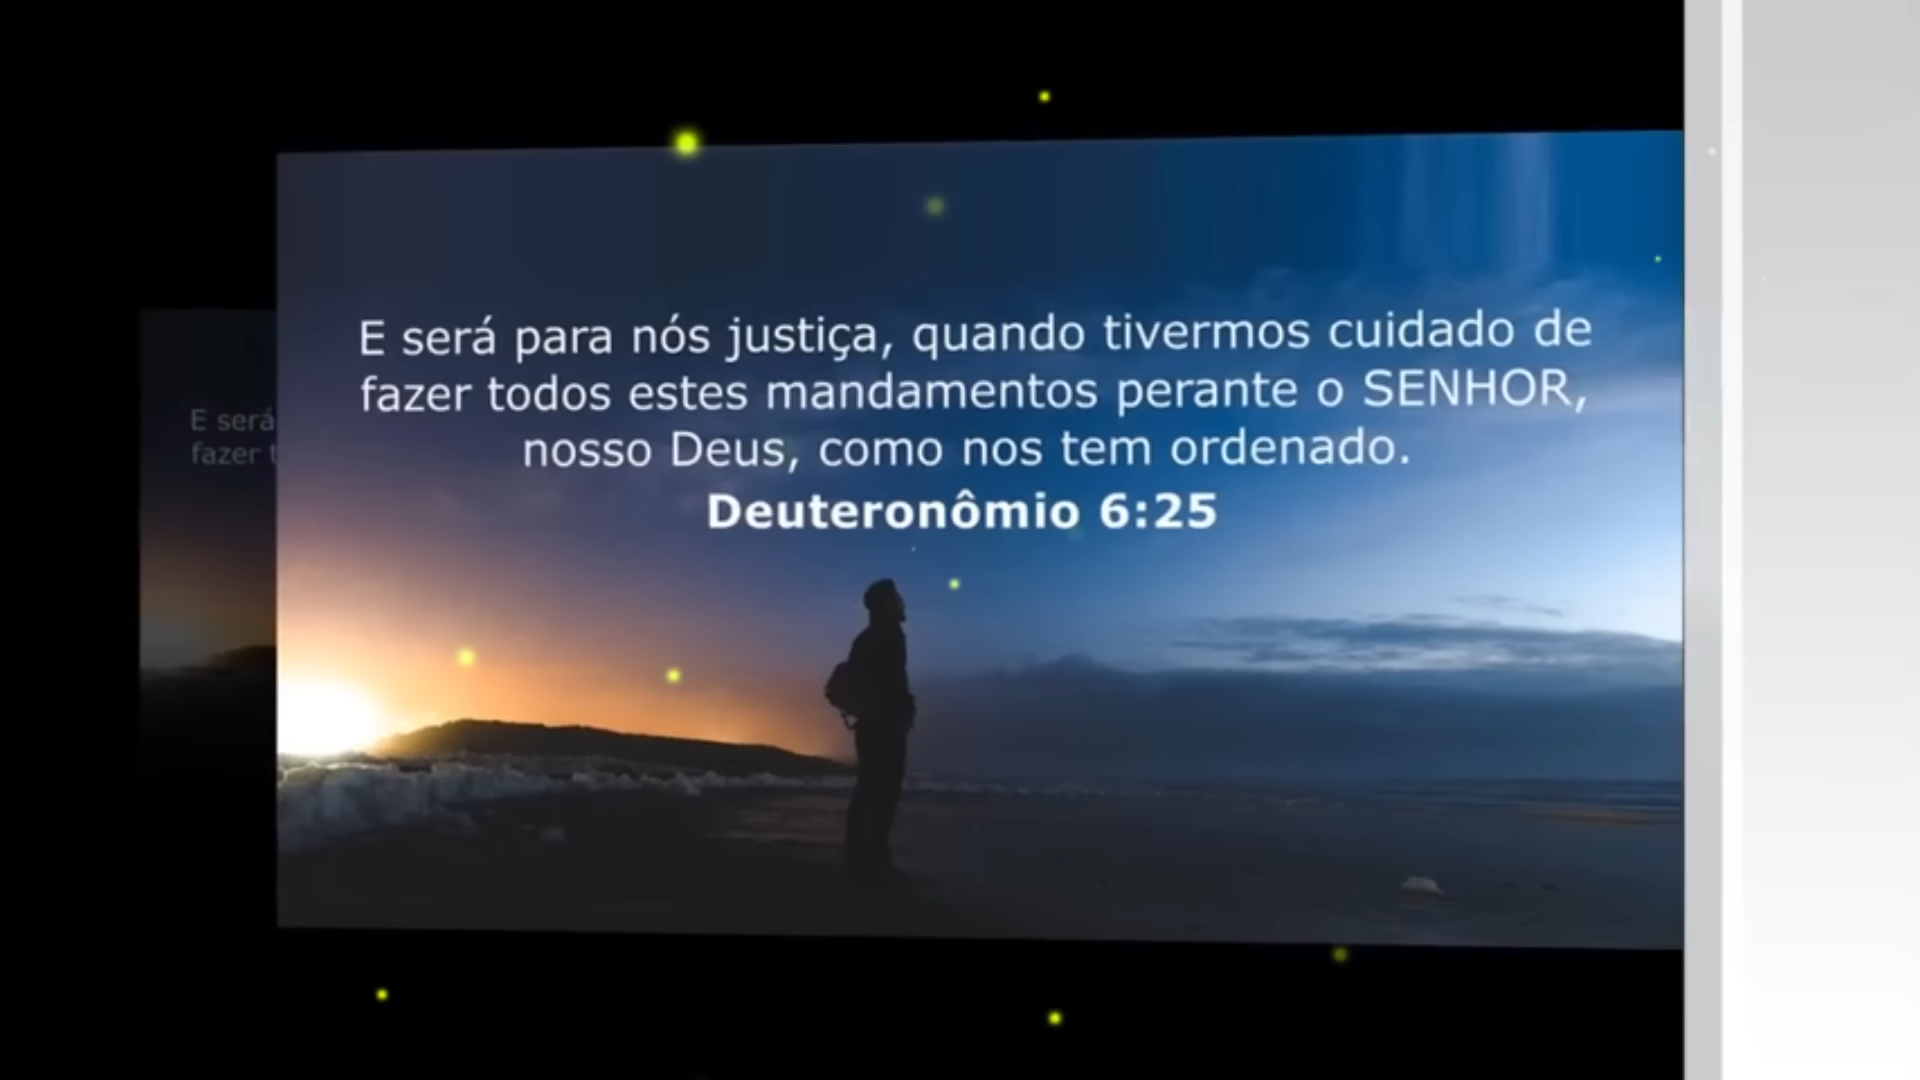 E será para nós justiça, quando tivermos cuidado de
fazer todos estes mandamentos perante o SENHOR,
nosso Deus, como nos tem ordenado.
Deuteronômio 6:25
E será
fazer t